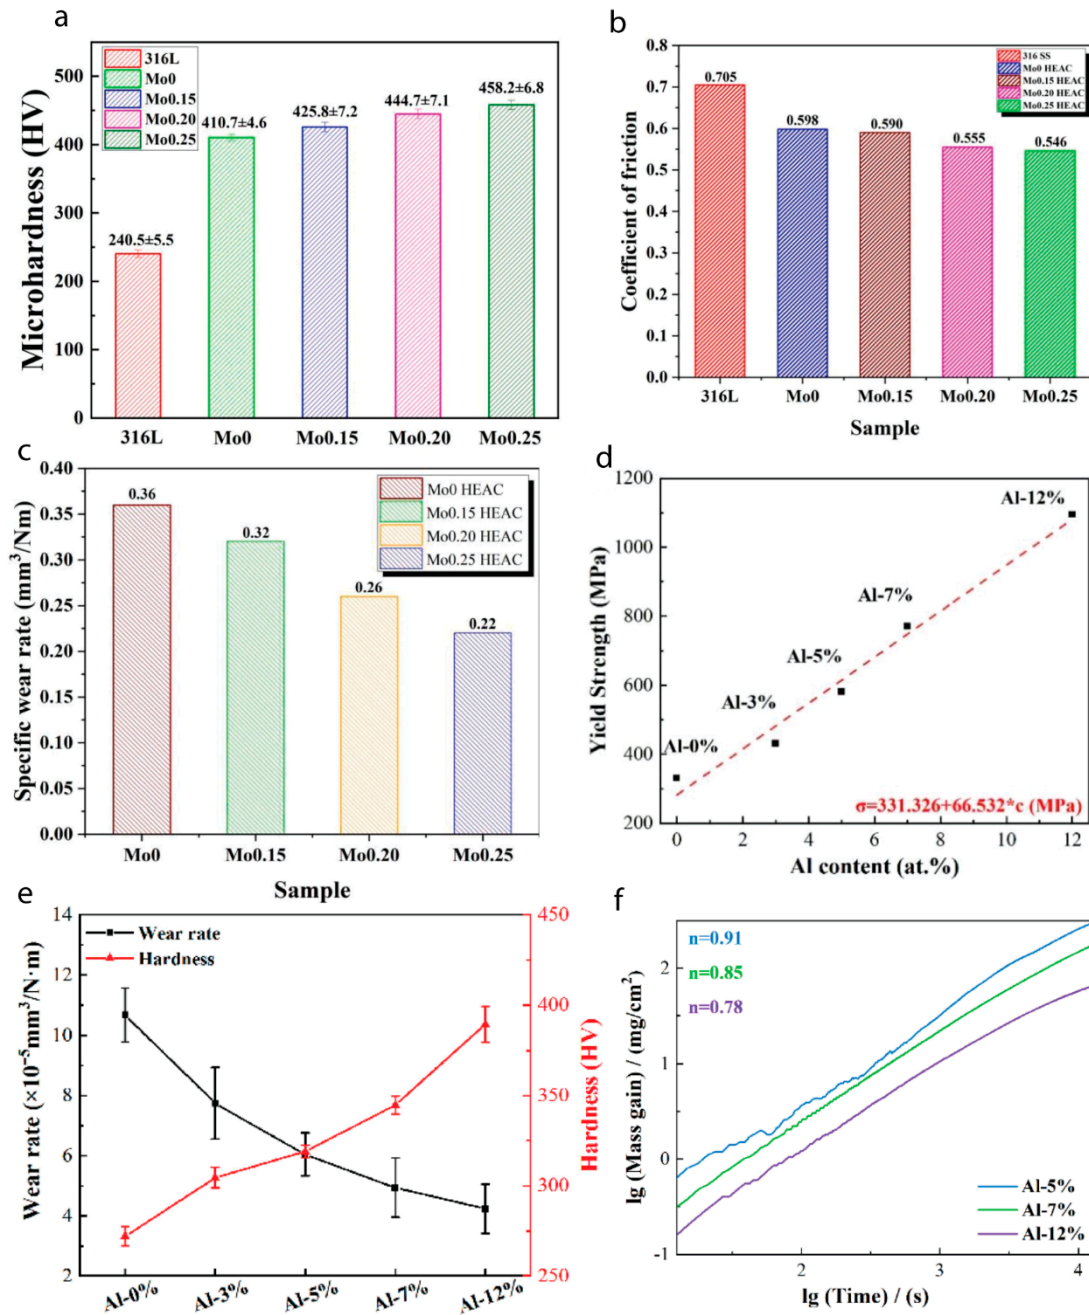 a
Microhardness (HV)
500
400
300
200
100
0
316L
Mo0
Mo0.15
Mo0.20
Mo0.25
240.5±5.5
410.7±4.6
425.8±7.2
444.7±7.1
458.2±6.8
316L Mo0 Mo0.15 Mo0.20 Mo0.25
b
Coefficient of friction
0.8
0.7
0.6
0.5
0.4
0.3
0.2
0.1
0.0
316 SS
Mo0 HEAC
Mo0.15 HEAC
Mo0.20 HEAC
Mo0.25 HEAC
0.705
0.598
0.590
0.555
0.546
316L Mo0 Mo0.15 Mo0.20 Mo0.25
Sample
c
Specific wear rate (mm³/Nm)
0.40
0.35
0.30
0.25
0.20
0.15
0.10
0.05
0.00
Mo0 HEAC
Mo0.15 HEAC
Mo0.20 HEAC
Mo0.25 HEAC
0.36
0.32
0.26
0.22
Mo0 Mo0.15 Mo0.20 Mo0.25
Sample
d
Yield Strength (MPa)
1200
1000
800
600
400
200
Al-0%
Al-3%
Al-5%
Al-7%
Al-12%
σ=331.326+66.532*c (MPa)
0 2 4 6 8 10 12
Al content (at.%)
e
Wear rate (×10⁻⁵mm³/N·m)
14
12
10
8
6
4
2
Wear rate
Hardness
450
400
350
300
250
Hardness (HV)
Al-0% Al-3% Al-5% Al-7% Al-12%
f
lg (Mass gain) / (mg/cm²)
2
1
0
-1
n=0.91
n=0.85
n=0.78
Al-5%
Al-7%
Al-12%
2 3 4
lg (Time) / (s)